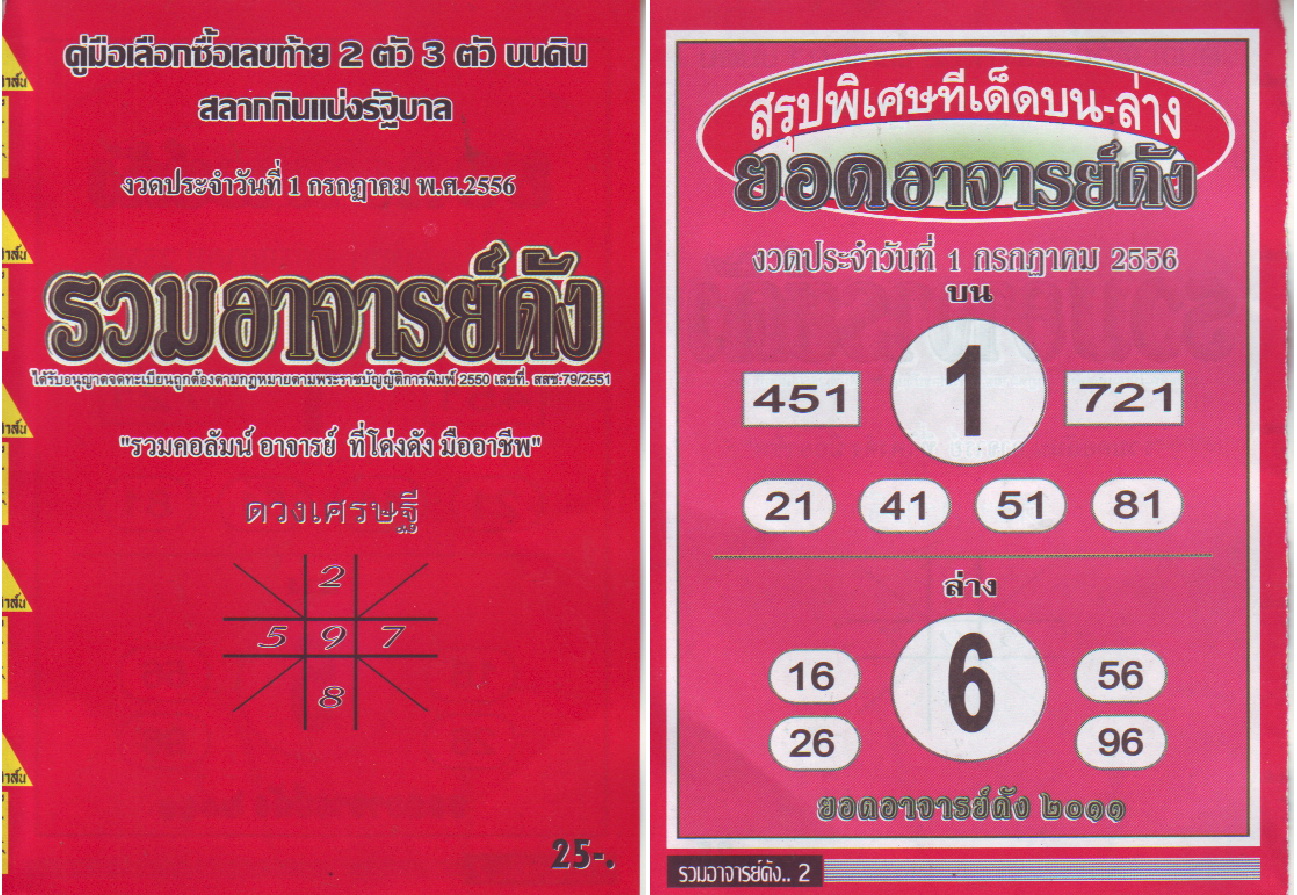 คู่มือเลือกซื้อเลขท้าย 2 ตัว 3 ตัว บนดิน
สลากกินแบ่งรัฐบาล
งวดประจำวันที่ 1 กรกฎาคม พ.ศ.2556
รวมอาจารย์ดัง
ได้รับอนุญาตจดทะเบียนถูกต้องตามกฎหมายตามพระราชบัญญัติการพิมพ์ 2550 เลขที่. สสช:79/2551
"รวมคอลัมน์ อาจารย์ ที่โด่งดัง มืออาชีพ"
ดวงเศรษฐี
2
5 9 7
8
25-.
สรุปพิเศษทีเด็ดบน-ล่าง
ยอดอาจารย์ดัง
งวดประจำวันที่ 1 กรกฎาคม 2556
บน
451 1 721
21 41 51 81
ล่าง
6
16 56
26 96
ยอดอาจารย์ดัง ๒๐๑๑
รวมอาจารย์ดัง.. 2